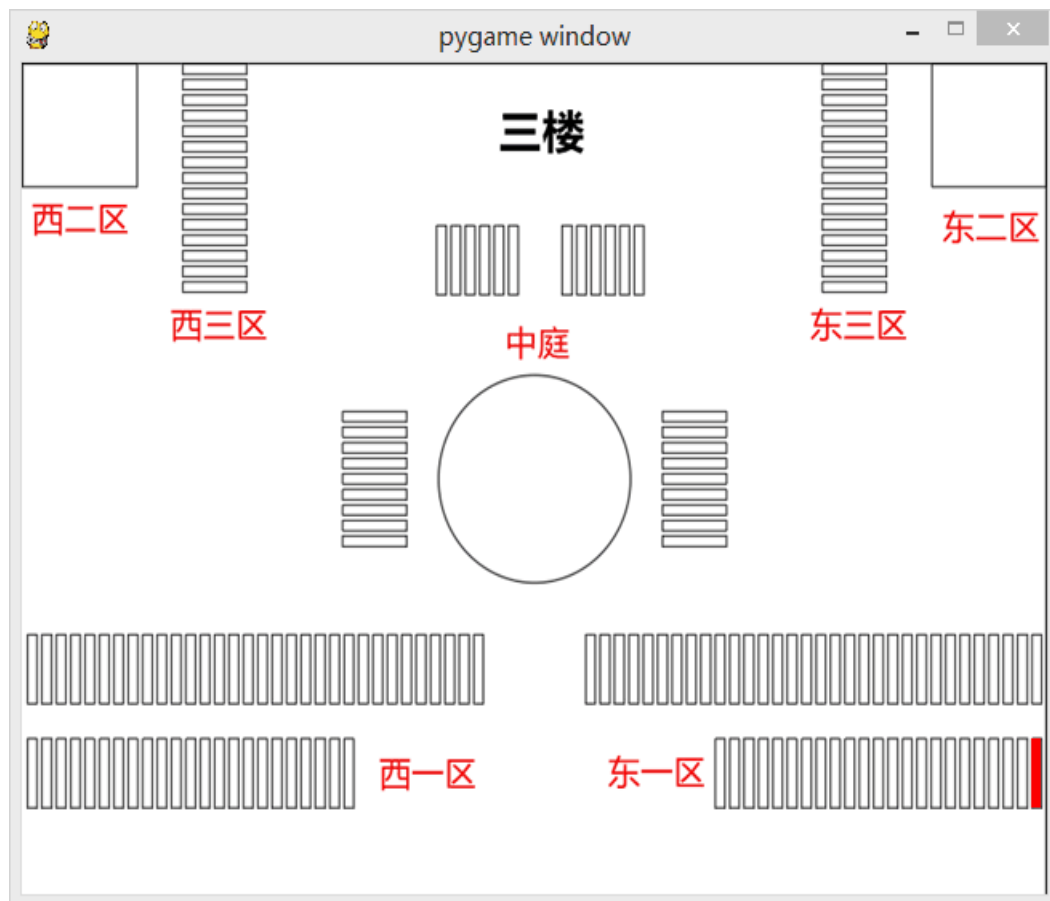 pygame window
三楼
西二区
东二区
西三区
东三区
中庭
西一区
东一区